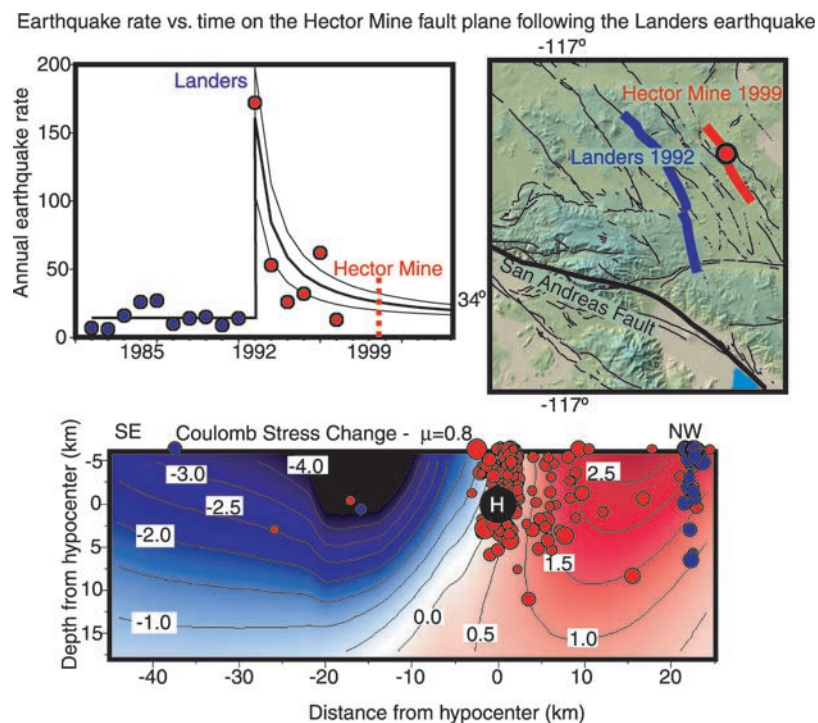 Earthquake rate vs. time on the Hector Mine fault plane following the Landers earthquake
200
150
100
50
0
Annual earthquake rate
Landers
Hector Mine
1985
1992
1999
-117º
Hector Mine 1999
Landers 1992
34º
San Andreas Fault
-117º
SE
Coulomb Stress Change - μ=0.8
NW
Depth from hypocenter (km)
-5
0
5
10
15
-3.0
-4.0
-2.5
-2.0
-1.0
0.0
0.5
H
2.5
1.5
1.0
-40
-30
-20
-10
0
10
20
Distance from hypocenter (km)